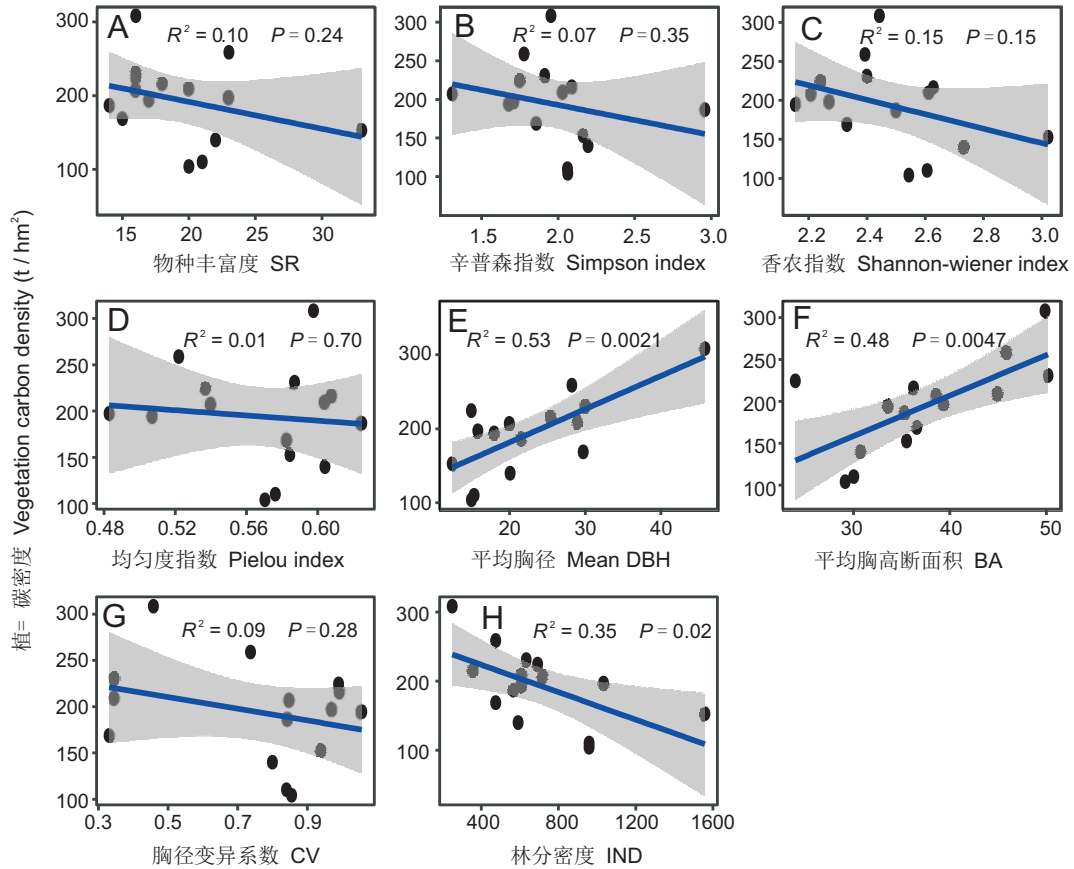 A
R² = 0.10 P = 0.24
300
200
100
15 20 25 30
物种丰富度 SR
B
R² = 0.07 P = 0.35
300
250
200
150
100
1.5 2.0 2.5 3.0
辛普森指数 Simpson index
C
R² = 0.15 P = 0.15
300
250
200
150
100
2.2 2.4 2.6 2.8 3.0
香农指数 Shannon-wiener index
植= 碳密度 Vegetation carbon density (t / hm²)
D
R² = 0.01 P = 0.70
300
250
200
150
100
0.48 0.52 0.56 0.60
均匀度指数 Pielou index
E
R² = 0.53 P = 0.0021
300
200
100
20 30 40
平均胸径 Mean DBH
F
R² = 0.48 P = 0.0047
300
250
200
150
100
30 40 50
平均胸高断面积 BA
G
R² = 0.09 P = 0.28
300
250
200
150
100
0.3 0.5 0.7 0.9
胸径变异系数 CV
H
R² = 0.35 P = 0.02
300
200
100
400 800 1200 1600
林分密度 IND